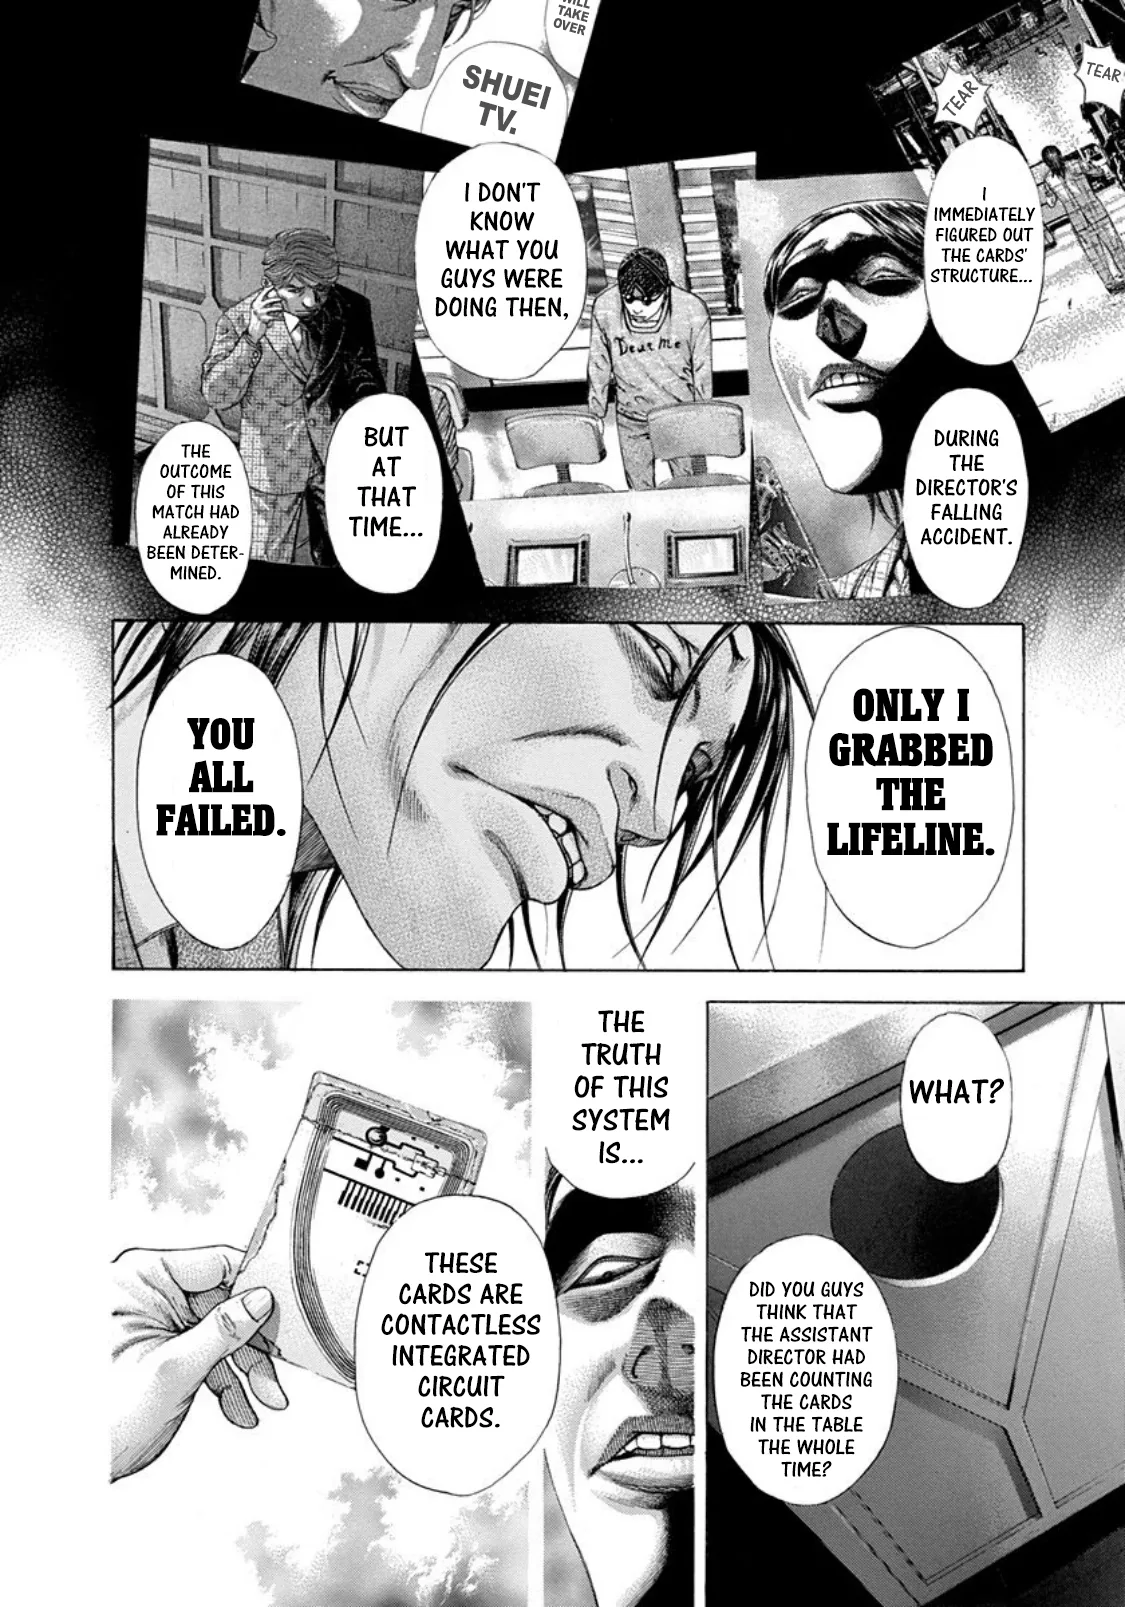 TEAR
TEAR
I
IMMEDIATELY
FIGURED OUT
THE CARDS'
STRUCTURE...
DURING
THE
DIRECTOR'S
FALLING
ACCIDENT.
WILL
TAKE
OVER
SHUEI
TV.
I DON'T
KNOW
WHAT YOU
GUYS WERE
DOING THEN,
Dear Me
BUT
AT
THAT
TIME...
THE
OUTCOME
OF THIS
MATCH HAD
ALREADY
BEEN DETER-
MINED.
ONLY I
GRABBED
THE
LIFELINE.
YOU
ALL
FAILED.
WHAT?
DID YOU GUYS
THINK THAT
THE ASSISTANT
DIRECTOR HAD
BEEN COUNTING
THE CARDS
IN THE TABLE
THE WHOLE
TIME?
THE
TRUTH
OF THIS
SYSTEM
IS...
THESE
CARDS ARE
CONTACTLESS
INTEGRATED
CIRCUIT
CARDS.